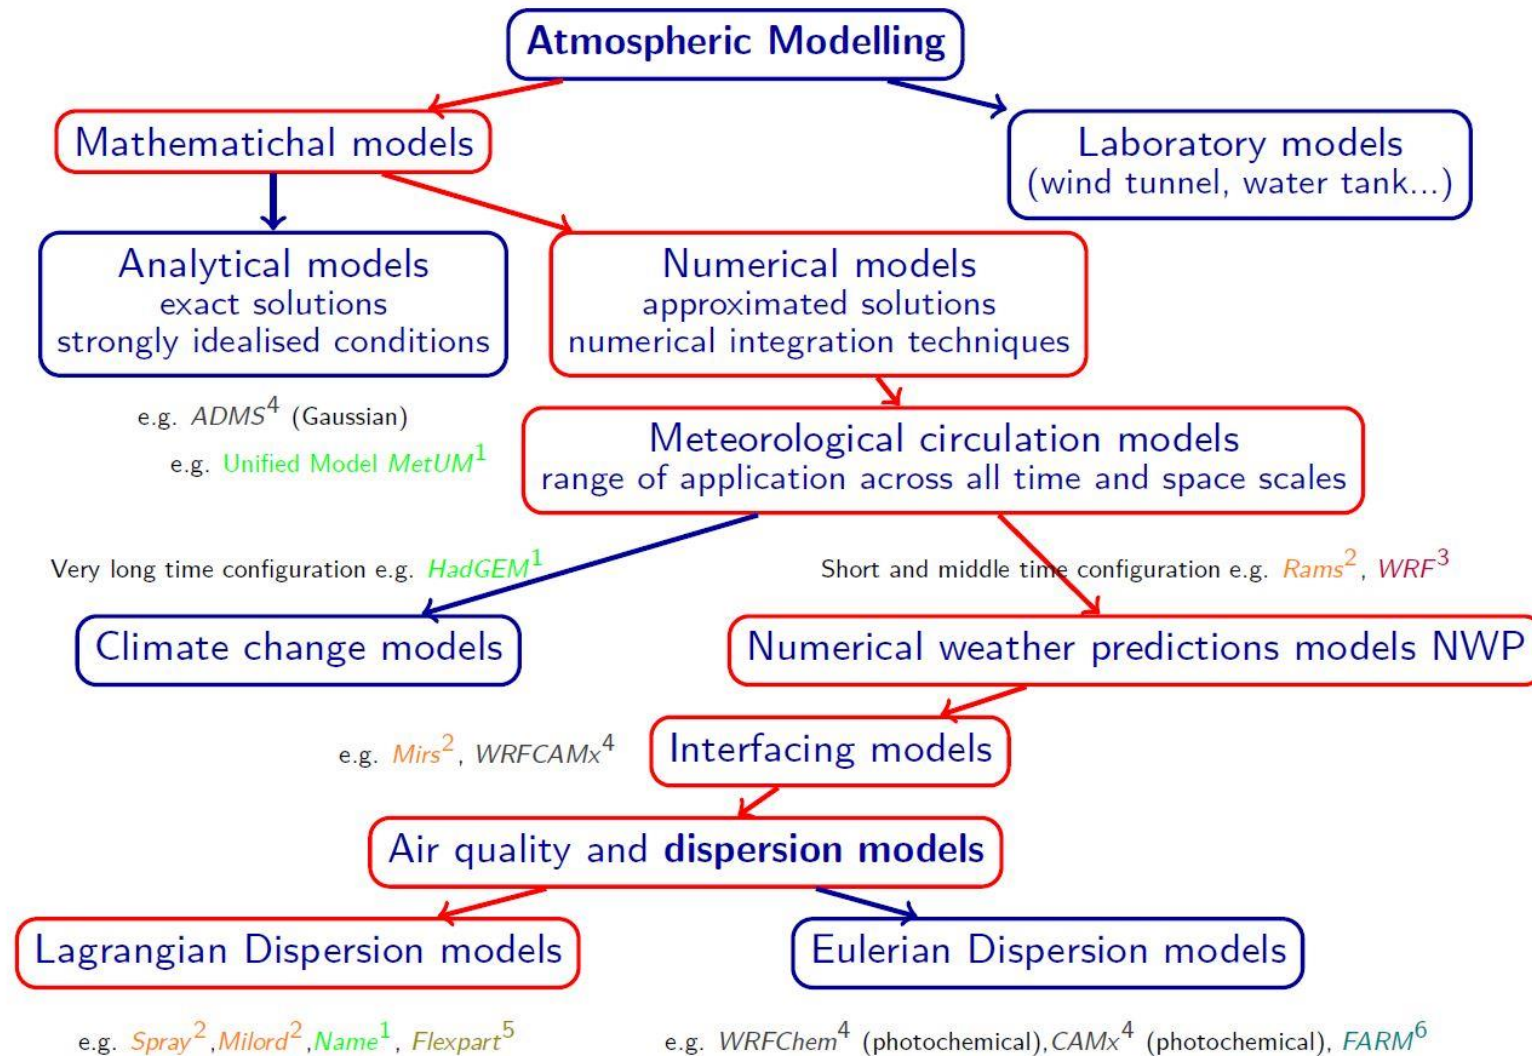 Atmospheric Modelling
Mathematichal models
Laboratory models
(wind tunnel, water tank...)
Analytical models
exact solutions
strongly idealised conditions
Numerical models
approximated solutions
numerical integration techniques
e.g. ADMS⁴ (Gaussian)
e.g. Unified Model MetUM¹
Meteorological circulation models
range of application across all time and space scales
Very long time configuration e.g. HadGEM¹
Short and middle time configuration e.g. Rams², WRF³
Climate change models
Numerical weather predictions models NWP
e.g. Mirs², WRFCAMx⁴
Interfacing models
Air quality and dispersion models
Lagrangian Dispersion models
Eulerian Dispersion models
e.g. Spray²,Milord²,Name¹, Flexpart⁵
e.g. WRFChem⁴ (photochemical),CAMx⁴ (photochemical), FARM⁶